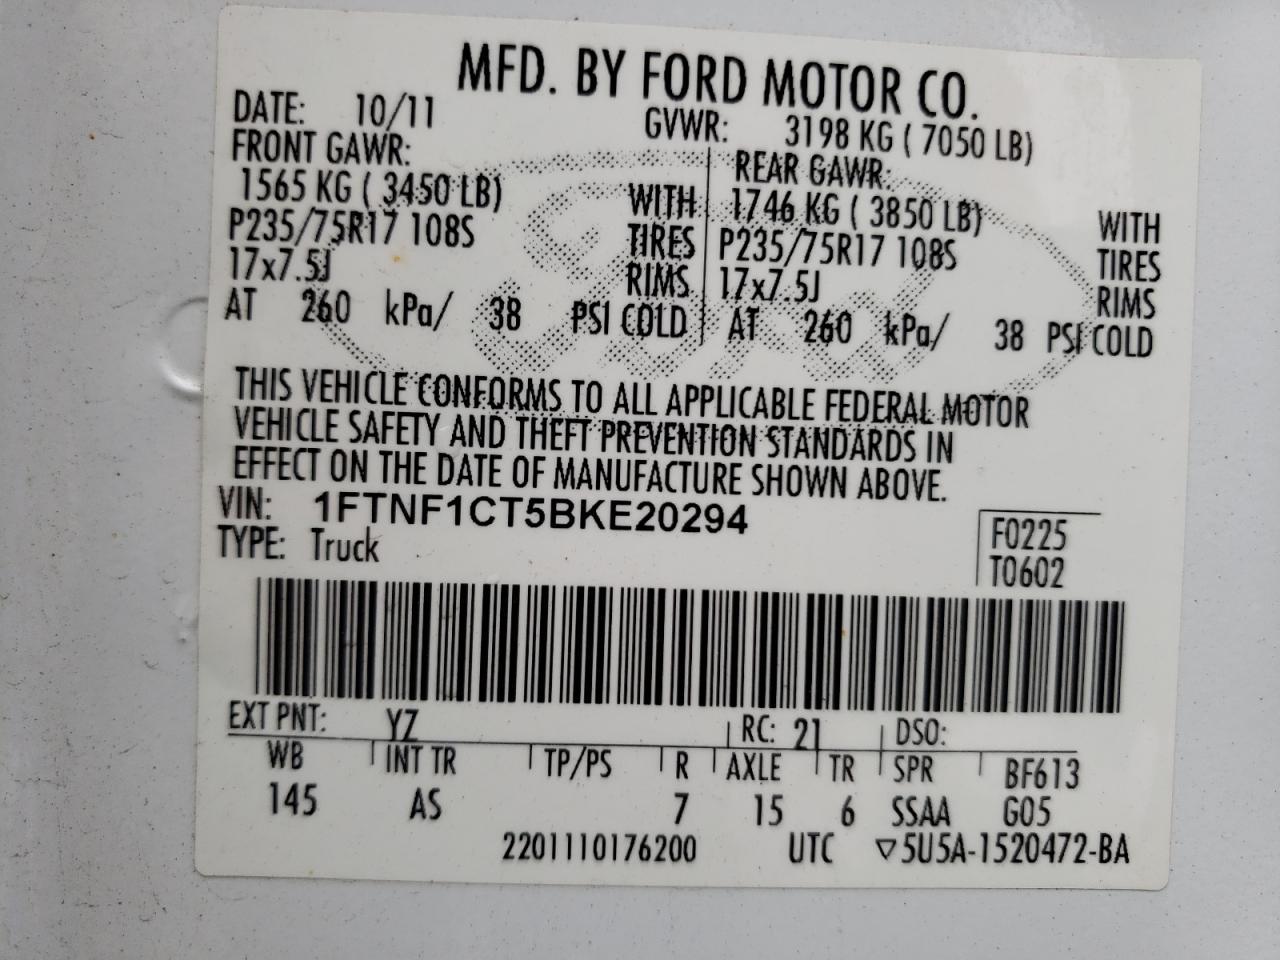 MFD. BY FORD MOTOR CO.
DATE: 10/11 GVWR: 3198 KG ( 7050 LB)
FRONT GAWR: REAR GAWR:
1565 KG ( 3450 LB) WITH 1746 KG ( 3850 LB) WITH
P235/75R17 108S TIRES P235/75R17 108S TIRES
17x7.5J RIMS 17x7.5J RIMS
AT 260 kPa/ 38 PSI COLD AT 260 kPa/ 38 PSI COLD
Ford
THIS VEHICLE CONFORMS TO ALL APPLICABLE FEDERAL MOTOR
VEHICLE SAFETY AND THEFT PREVENTION STANDARDS IN
EFFECT ON THE DATE OF MANUFACTURE SHOWN ABOVE.
VIN: 1FTNF1CT5BKE20294
TYPE: Truck
F0225
T0602
EXT PNT: YZ RC: 21 DSO:
WB INT TR TP/PS R AXLE TR SPR BF613
145 AS 7 15 6 SSAA G05
2201110176200 UTC ▽5U5A-1520472-BA